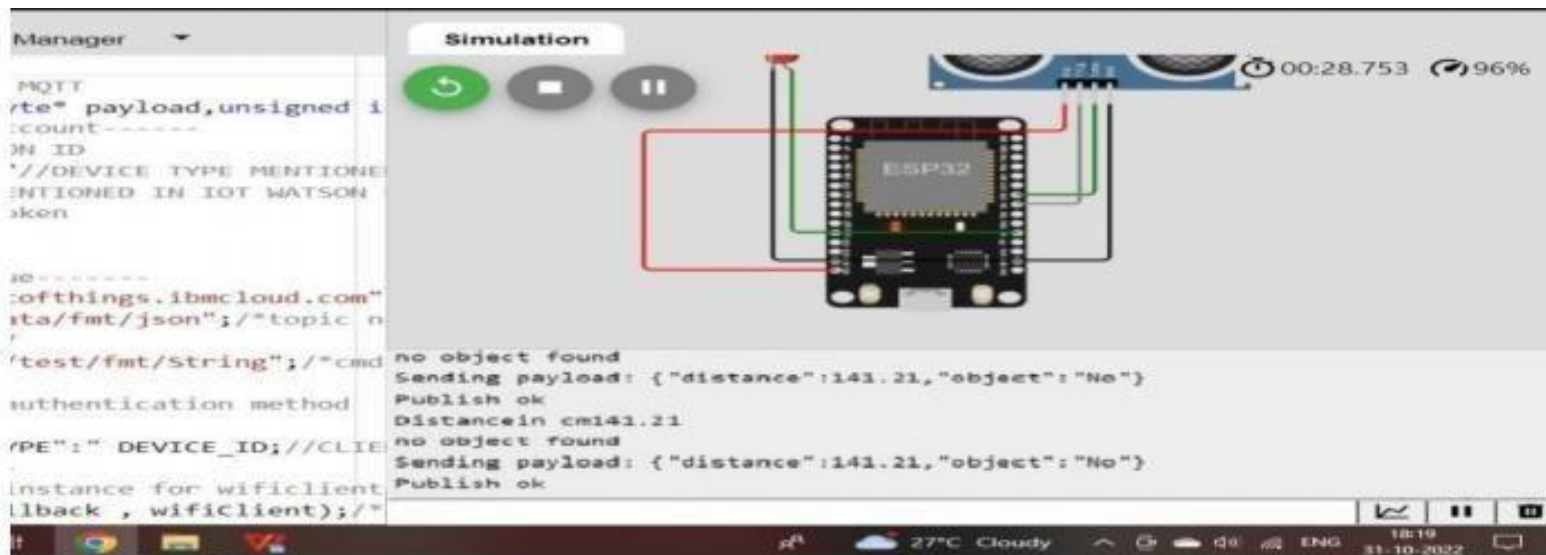 Manager
MQTT
yte* payload,unsigned i
ccount------
ON ID
"//DEVICE TYPE MENTIONE
ENTIONED IN IOT WATSON
oken
ue-------
ofthings.ibmcloud.com"
ata/fmt/json";/*topic n
/test/fmt/String";/*cmd
authentication method
YPE":" DEVICE_ID;//CLIE
instance for wificlient
llback , wifiClient);/*
Simulation
00:28.753 96%
ESP32
no object found
Sending payload: {"distance":141.21,"object":"No"}
Publish ok
Distancein cm141.21
no object found
Sending payload: {"distance":141.21,"object":"No"}
Publish ok
27°C Cloudy ENG 18:19
31-10-2022